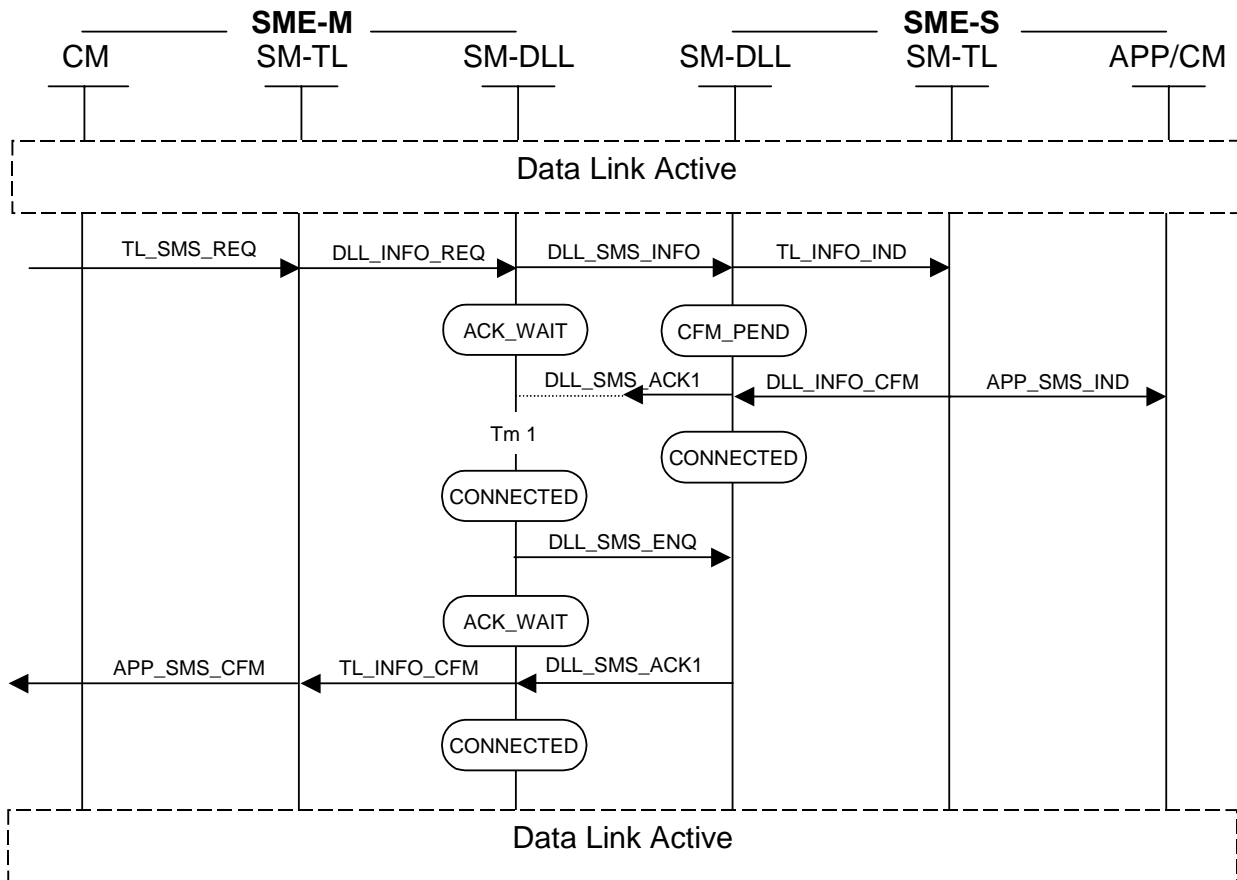 SME-M SME-S
CM SM-TL SM-DLL SM-DLL SM-TL APP/CM
Data Link Active
TL_SMS_REQ DLL_INFO_REQ DLL_SMS_INFO TL_INFO_IND
ACK_WAIT CFM_PEND
DLL_SMS_ACK1 DLL_INFO_CFM APP_SMS_IND
Tm 1
CONNECTED
CONNECTED
DLL_SMS_ENQ
ACK_WAIT
APP_SMS_CFM TL_INFO_CFM DLL_SMS_ACK1
CONNECTED
Data Link Active